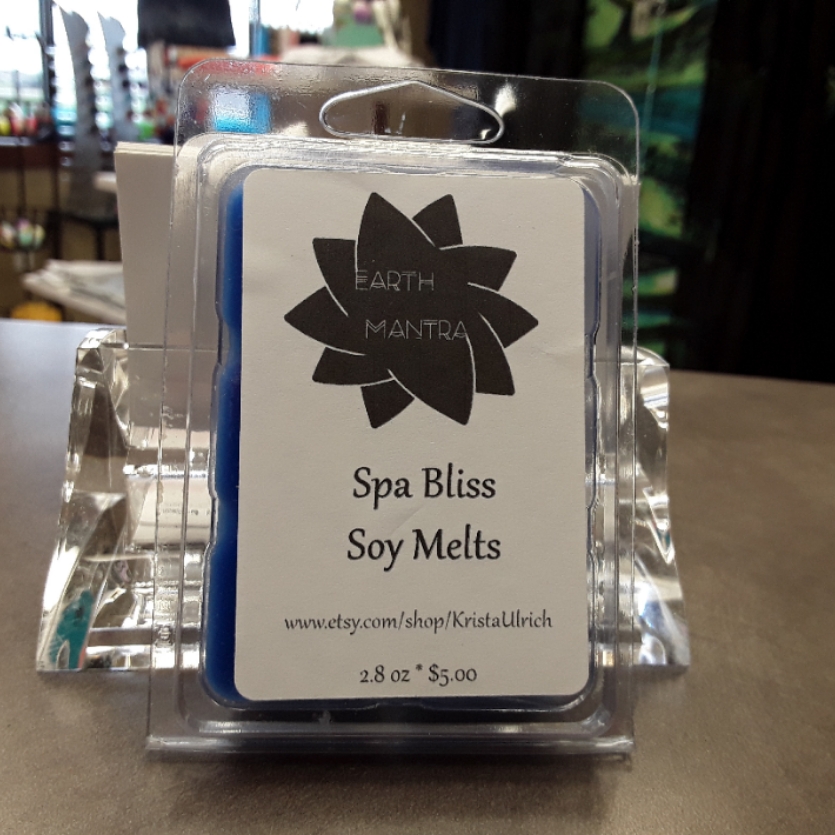 EARTH
MANTRA
Spa Bliss
Soy Melts
www.etsy.com/shop/KristaUlrich
2.8 oz * $5.00